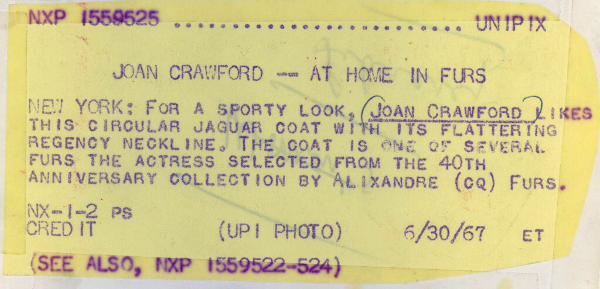 NXP 1559525 ................................... UNIPIX
JOAN CRAWFORD -- AT HOME IN FURS
NEW YORK: FOR A SPORTY LOOK, JOAN CRAWFORD LIKES
THIS CIRCULAR JAGUAR COAT WITH ITS FLATTERING
REGENCY NECKLINE. THE COAT IS ONE OF SEVERAL
FURS THE ACTRESS SELECTED FROM THE 40TH
ANNIVERSARY COLLECTION BY ALIXANDRE (CQ) FURS.
NX-1-2 PS
CREDIT (UPI PHOTO) 6/30/67 ET
(SEE ALSO, NXP 1559522-524)